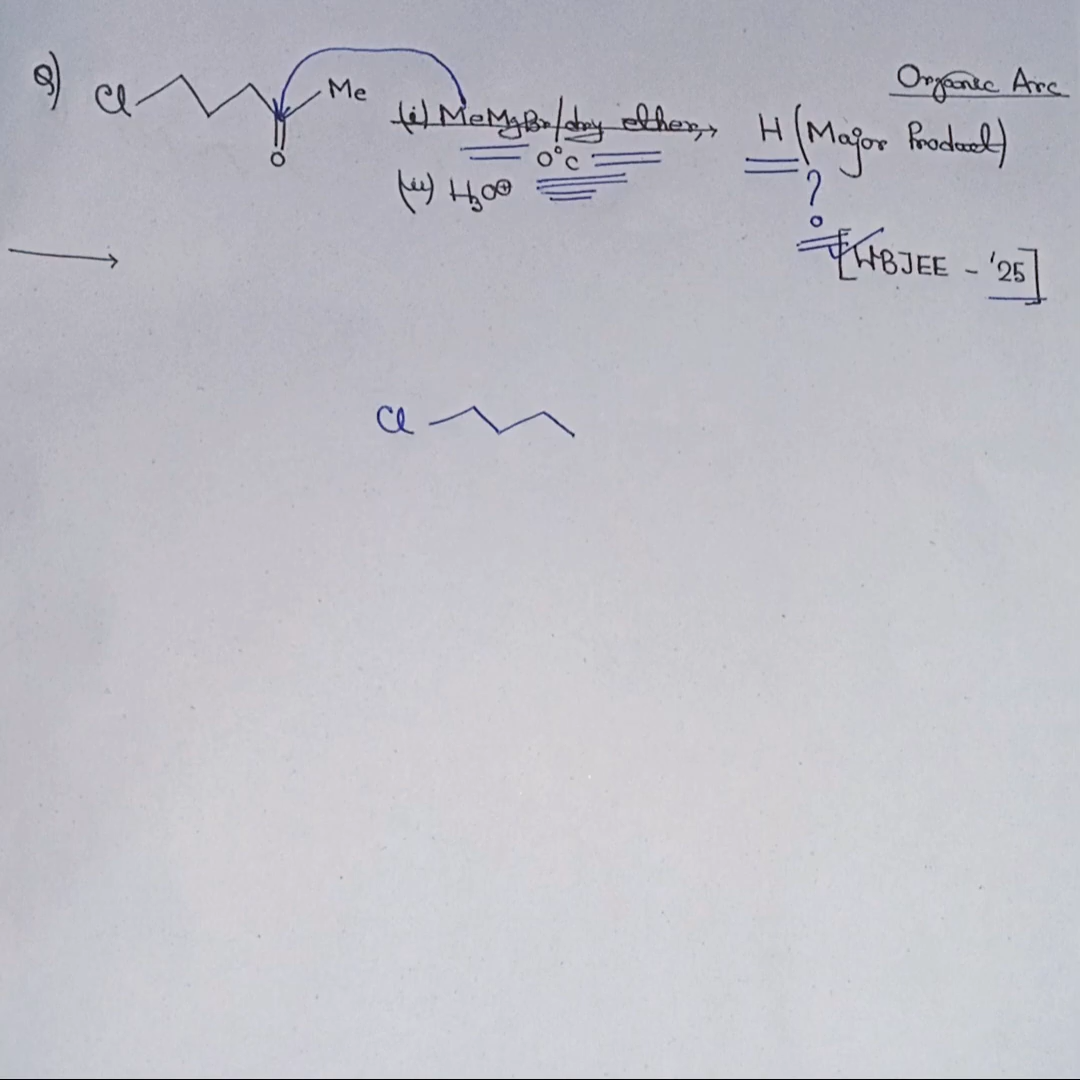 Organic Arc
Q) Cl Me
O
(i) MeMgBr/dry ether,
0°C
(ii) H3O⊕
H (Major Product)
?
[WBJEE - '25]
Cl